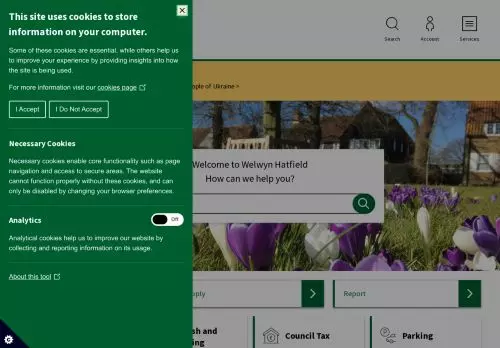 This site uses cookies to store
information on your computer.
Some of these cookies are essential, while others help us
to improve your experience by providing insights into how
the site is being used.
For more information visit our cookies page
I Accept
I Do Not Accept
Necessary Cookies
Necessary cookies enable core functionality such as page
navigation and access to secure areas. The website
cannot function properly without these cookies, and can
only be disabled by changing your browser preferences.
Analytics
Off
Analytical cookies help us to improve our website by
collecting and reporting information on its usage.
About this tool
Search
Account
Services
ople of Ukraine >
Welcome to Welwyn Hatfield
How can we help you?
pply
Report
sh and
ing
Council Tax
Parking